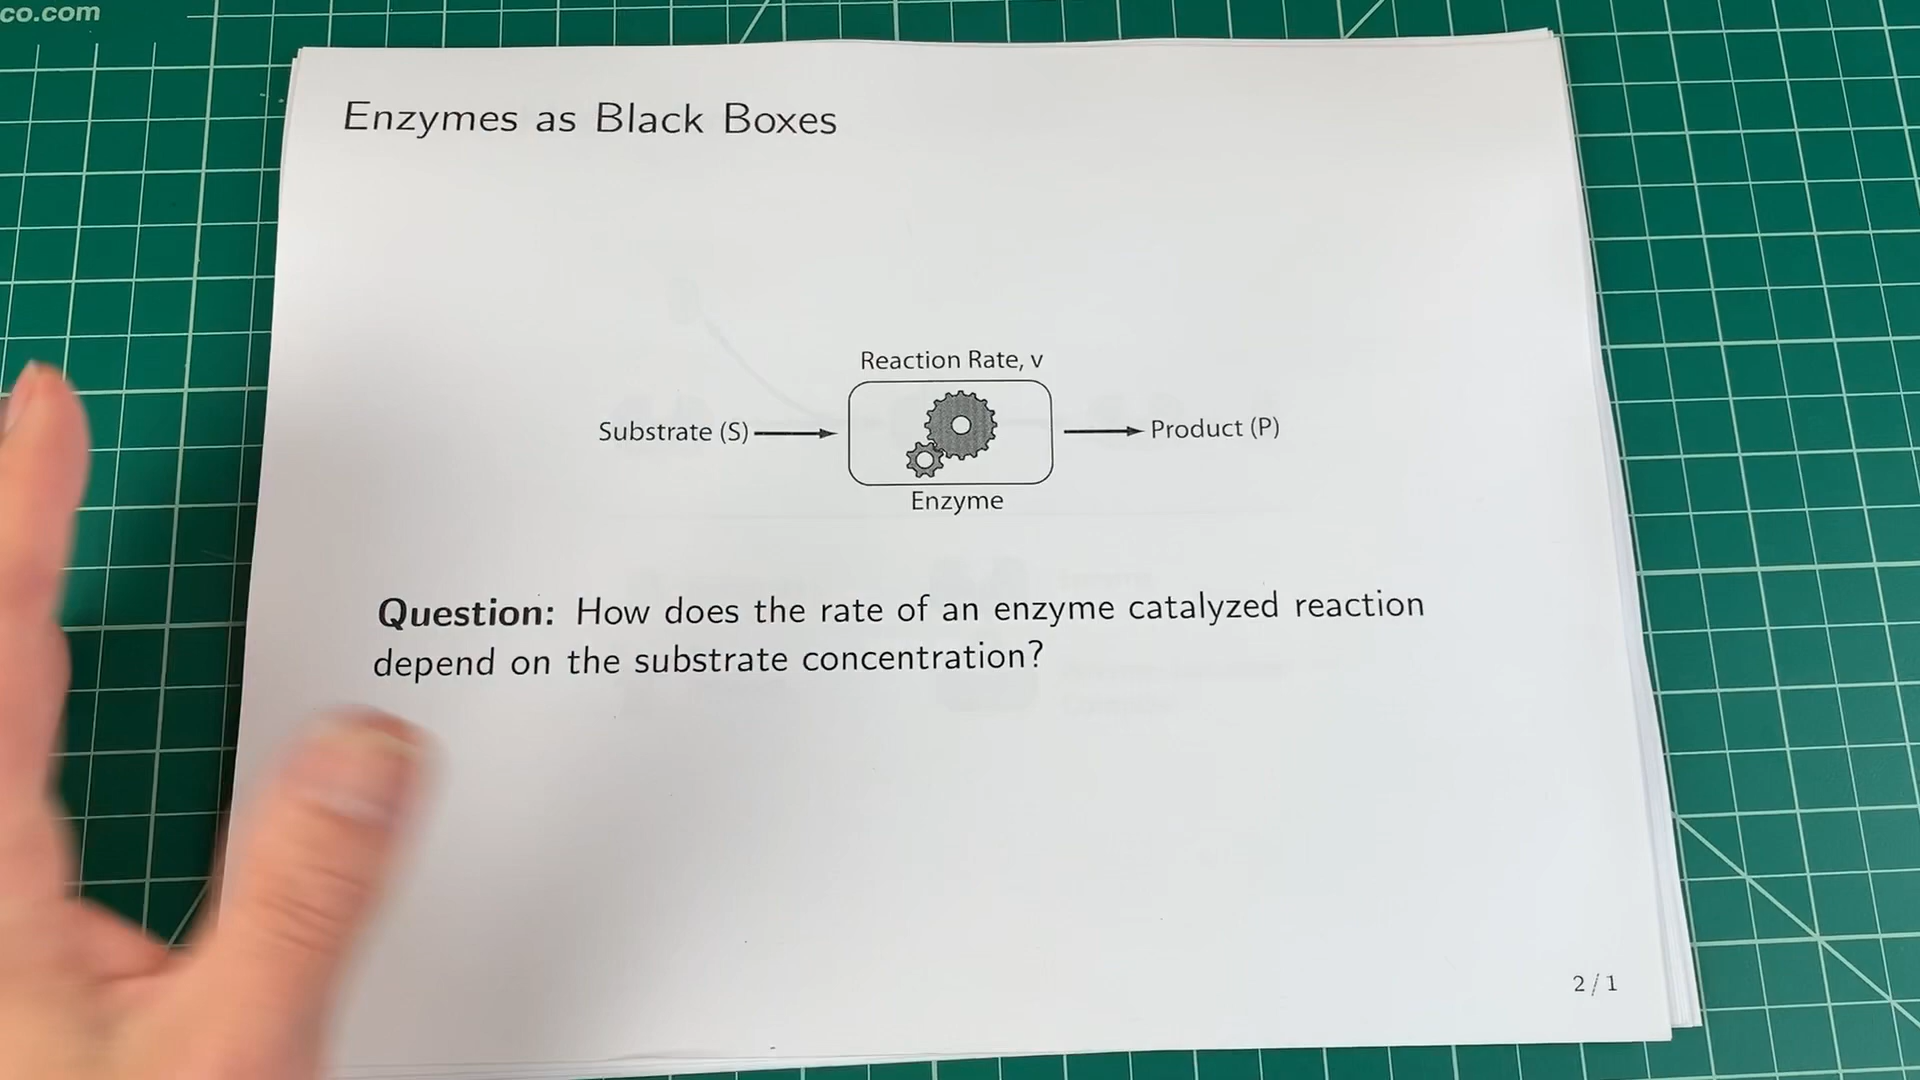 co.com
Enzymes as Black Boxes
Reaction Rate, v
Substrate (S)
Product (P)
Enzyme
Question: How does the rate of an enzyme catalyzed reaction
depend on the substrate concentration?
2 / 1